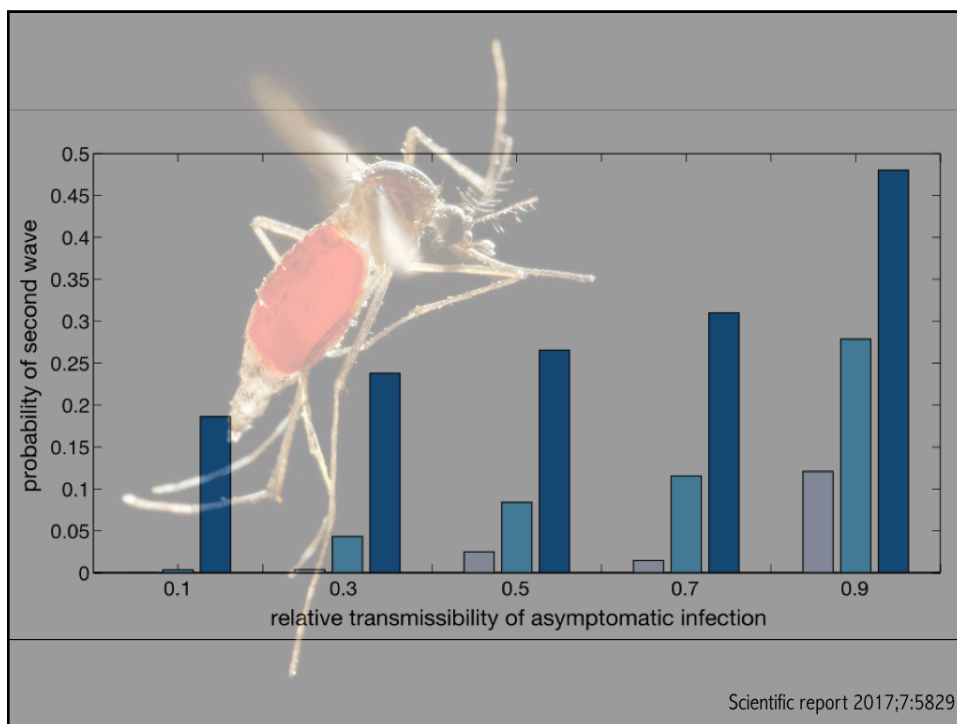 0.5
0.45
0.4
0.35
0.3
0.25
0.2
0.15
0.1
0.05
0
probability of second wave
0.1 0.3 0.5 0.7 0.9
relative transmissibility of asymptomatic infection
Scientific report 2017;7:5829